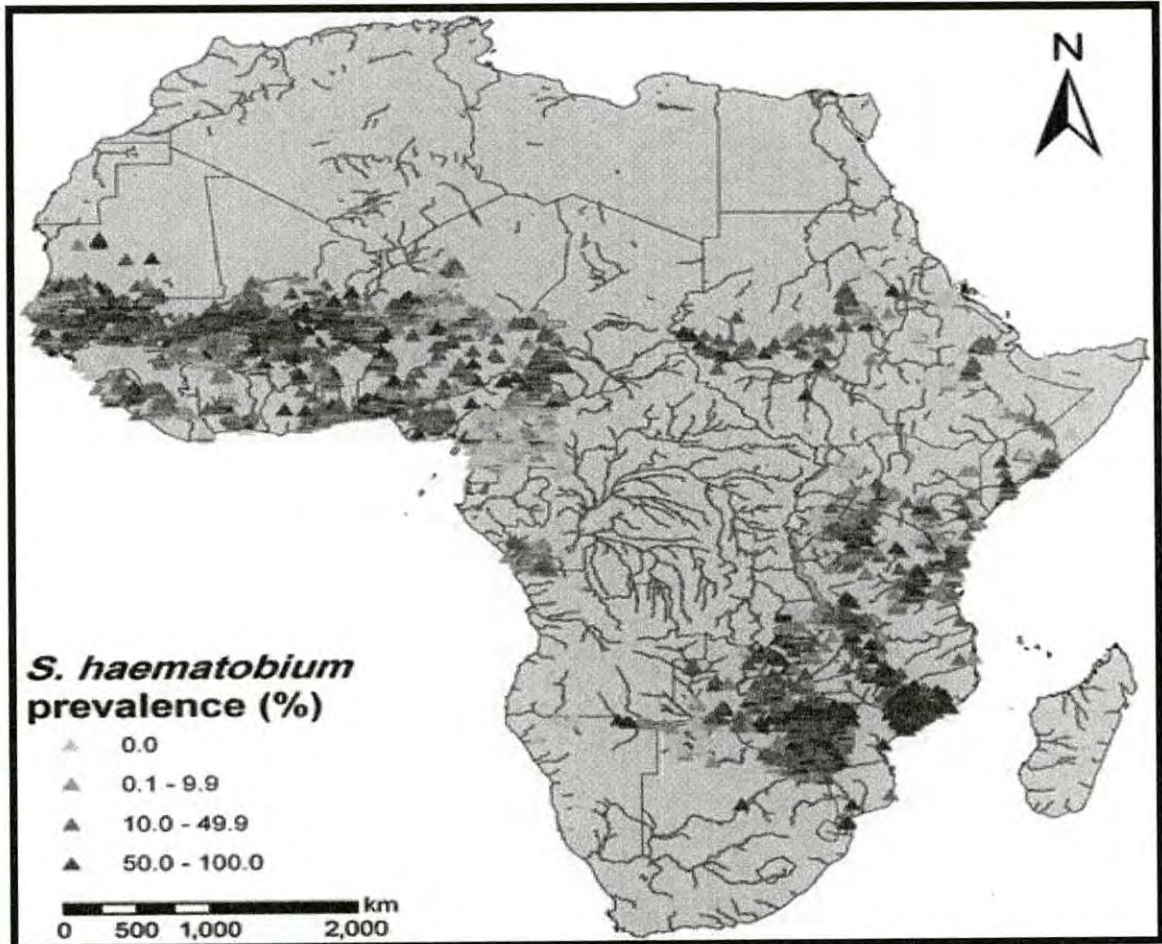 N
S. haematobium
prevalence (%)
0.0
0.1 - 9.9
10.0 - 49.9
50.0 - 100.0
km
0 500 1,000 2,000